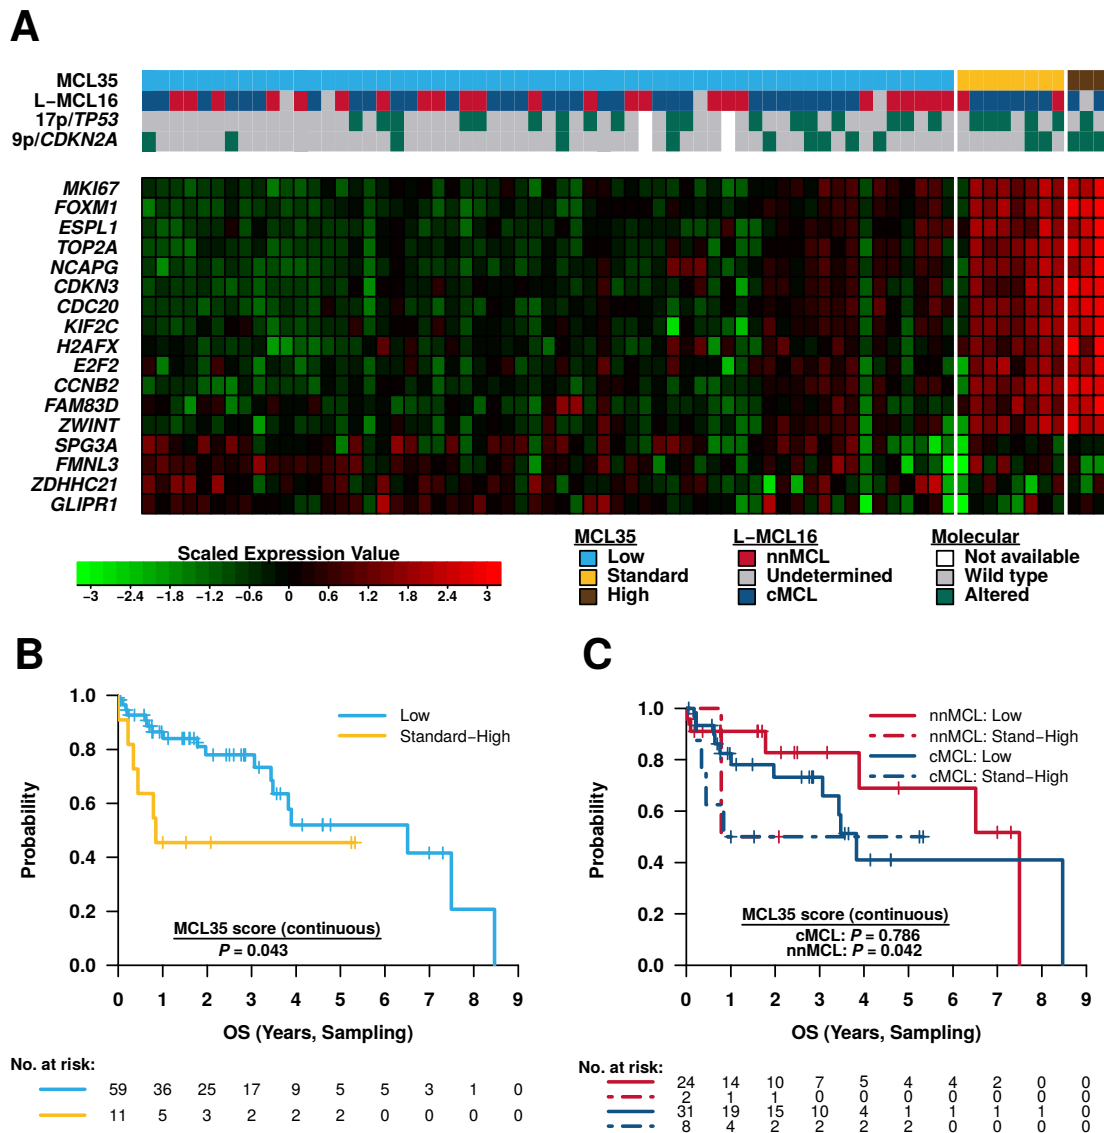 A
MCL35
L−MCL16
17p/TP53
9p/CDKN2A
MKI67
FOXM1
ESPL1
TOP2A
NCAPG
CDKN3
CDC20
KIF2C
H2AFX
E2F2
CCNB2
FAM83D
ZWINT
SPG3A
FMNL3
ZDHHC21
GLIPR1
Scaled Expression Value
−3 −2.4 −1.8 −1.2 −0.6 0 0.6 1.2 1.8 2.4 3
MCL35 L−MCL16 Molecular
Low nnMCL Not available
Standard Undetermined Wild type
High cMCL Altered
B
1.0
0.8
0.6
0.4
0.2
0.0
Probability
Low
Standard−High
MCL35 score (continuous)
P = 0.043
0 1 2 3 4 5 6 7 8 9
OS (Years, Sampling)
No. at risk:
59 36 25 17 9 5 5 3 1 0
11 5 3 2 2 2 0 0 0 0
C
1.0
0.8
0.6
0.4
0.2
0.0
Probability
nnMCL: Low
nnMCL: Stand−High
cMCL: Low
cMCL: Stand−High
MCL35 score (continuous)
cMCL: P = 0.786
nnMCL: P = 0.042
0 1 2 3 4 5 6 7 8 9
OS (Years, Sampling)
No. at risk:
24 14 10 7 5 4 4 2 0 0
2 1 1 0 0 0 0 0 0 0
31 19 15 10 4 1 1 1 1 0
8 4 2 2 2 2 0 0 0 0